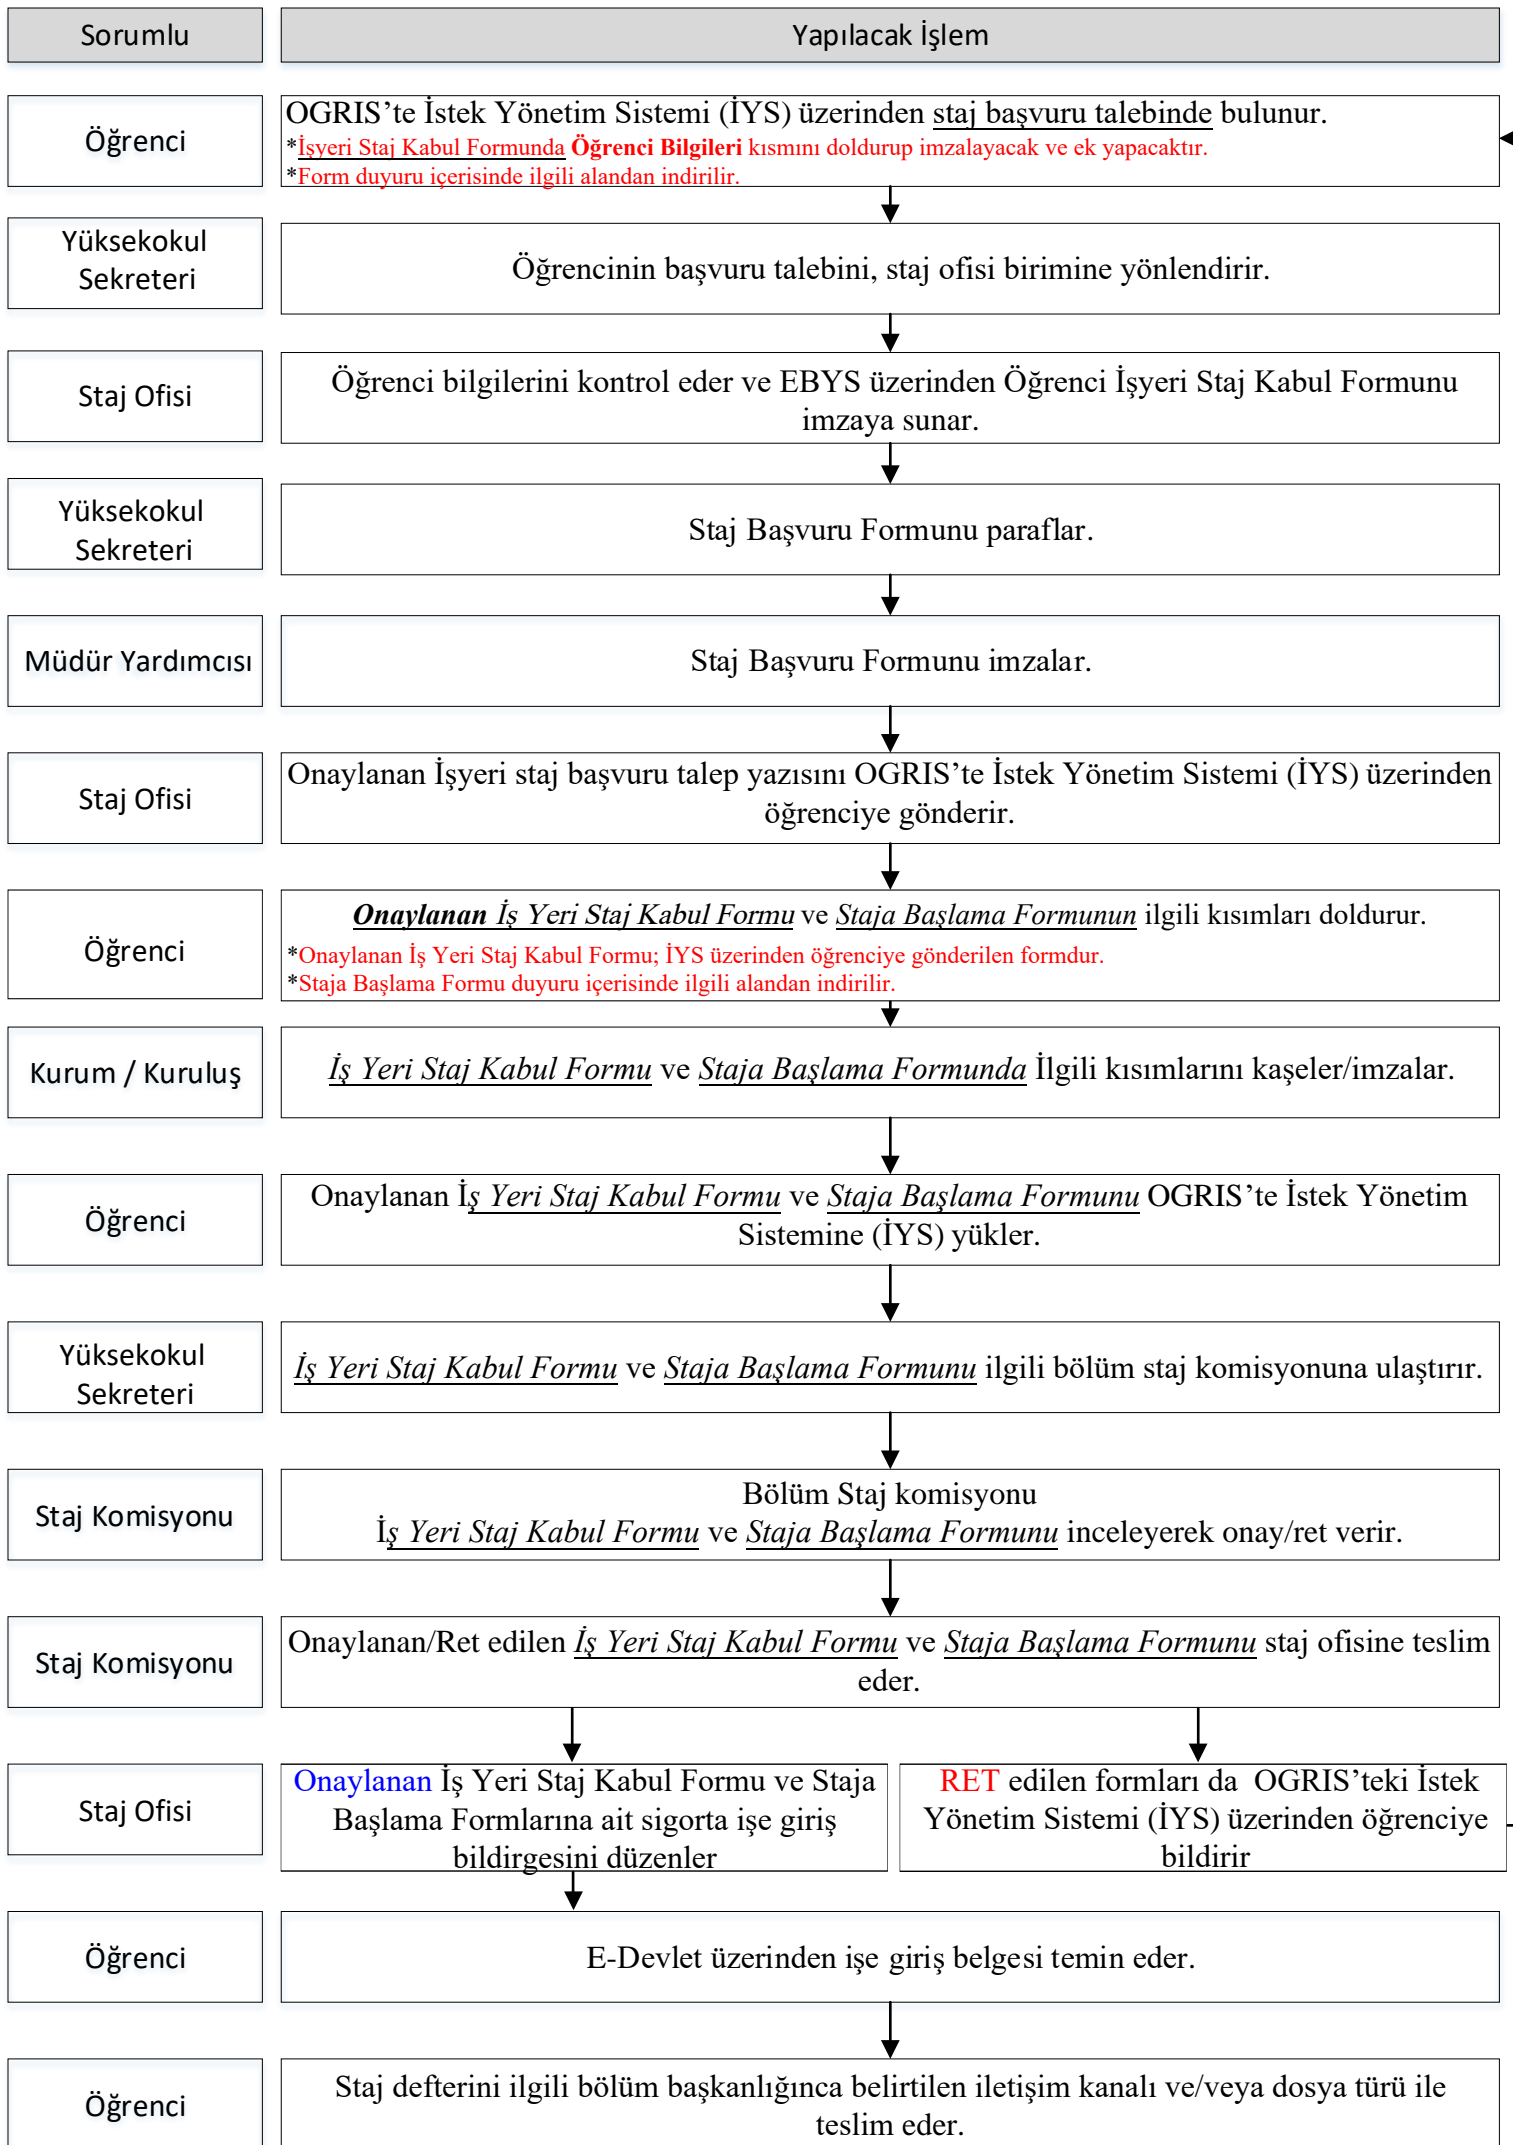 Sorumlu
Yapılacak İşlem
Öğrenci
OGRIS’te İstek Yönetim Sistemi (İYS) üzerinden staj başvuru talebinde bulunur.
*İşyeri Staj Kabul Formunda Öğrenci Bilgileri kısmını doldurup imzalayacak ve ek yapacaktır.
*Form duyuru içerisinde ilgili alandan indirilir.
Yüksekokul
Sekreteri
Öğrencinin başvuru talebini, staj ofisi birimine yönlendirir.
Staj Ofisi
Öğrenci bilgilerini kontrol eder ve EBYS üzerinden Öğrenci İşyeri Staj Kabul Formunu
imzaya sunar.
Yüksekokul
Sekreteri
Staj Başvuru Formunu paraflar.
Müdür Yardımcısı
Staj Başvuru Formunu imzalar.
Staj Ofisi
Onaylanan İşyeri staj başvuru talep yazısını OGRIS’te İstek Yönetim Sistemi (İYS) üzerinden
öğrenciye gönderir.
Öğrenci
Onaylanan İş Yeri Staj Kabul Formu ve Staja Başlama Formunun ilgili kısımları doldurur.
*Onaylanan İş Yeri Staj Kabul Formu; İYS üzerinden öğrenciye gönderilen formdur.
*Staja Başlama Formu duyuru içerisinde ilgili alandan indirilir.
Kurum / Kuruluş
İş Yeri Staj Kabul Formu ve Staja Başlama Formunda İlgili kısımlarını kaşeler/imzalar.
Öğrenci
Onaylanan İş Yeri Staj Kabul Formu ve Staja Başlama Formunu OGRIS’te İstek Yönetim
Sistemine (İYS) yükler.
Yüksekokul
Sekreteri
İş Yeri Staj Kabul Formu ve Staja Başlama Formunu ilgili bölüm staj komisyonuna ulaştırır.
Staj Komisyonu
Bölüm Staj komisyonu
İş Yeri Staj Kabul Formu ve Staja Başlama Formunu inceleyerek onay/ret verir.
Staj Komisyonu
Onaylanan/Ret edilen İş Yeri Staj Kabul Formu ve Staja Başlama Formunu staj ofisine teslim
eder.
Staj Ofisi
Onaylanan İş Yeri Staj Kabul Formu ve Staja
Başlama Formlarına ait sigorta işe giriş
bildirgesini düzenler
RET edilen formları da OGRIS’teki İstek
Yönetim Sistemi (İYS) üzerinden öğrenciye
bildirir
Öğrenci
E-Devlet üzerinden işe giriş belgesi temin eder.
Öğrenci
Staj defterini ilgili bölüm başkanlığınca belirtilen iletişim kanalı ve/veya dosya türü ile
teslim eder.